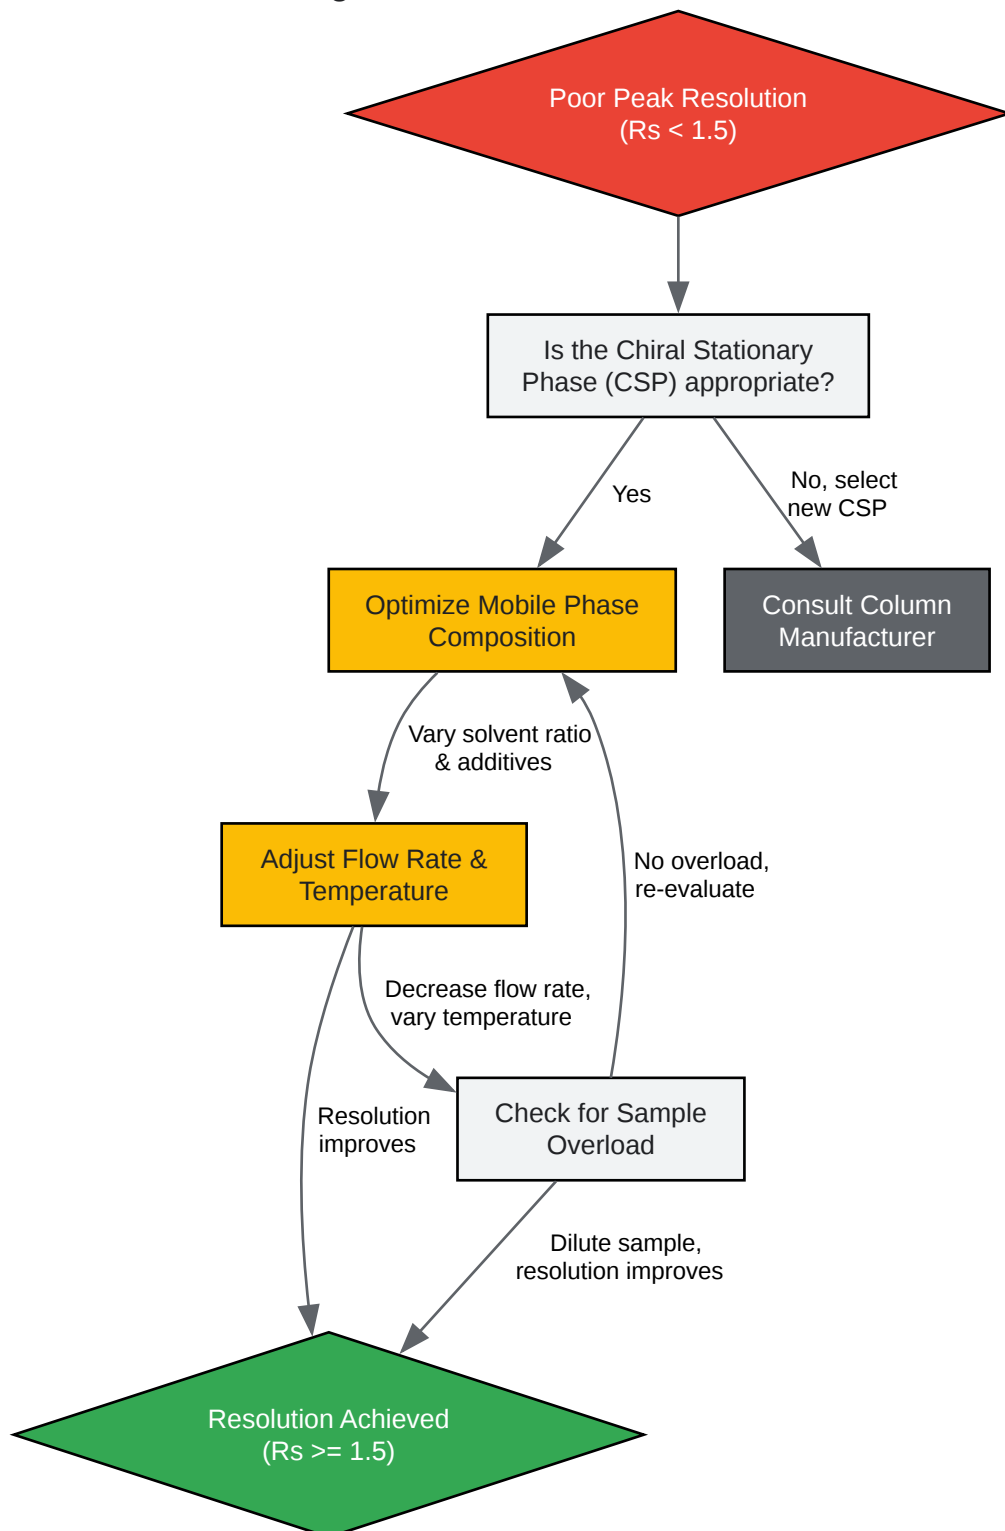 Poor Peak Resolution
(Rs < 1.5)
Is the Chiral Stationary
Phase (CSP) appropriate?
Yes
No, select
new CSP
Optimize Mobile Phase
Composition
Consult Column
Manufacturer
Vary solvent ratio
& additives
Adjust Flow Rate &
Temperature
No overload,
re-evaluate
Decrease flow rate,
vary temperature
Resolution
improves
Check for Sample
Overload
Dilute sample,
resolution improves
Resolution Achieved
(Rs >= 1.5)